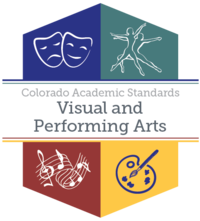 Colorado Academic Standards
Visual and
Performing Arts